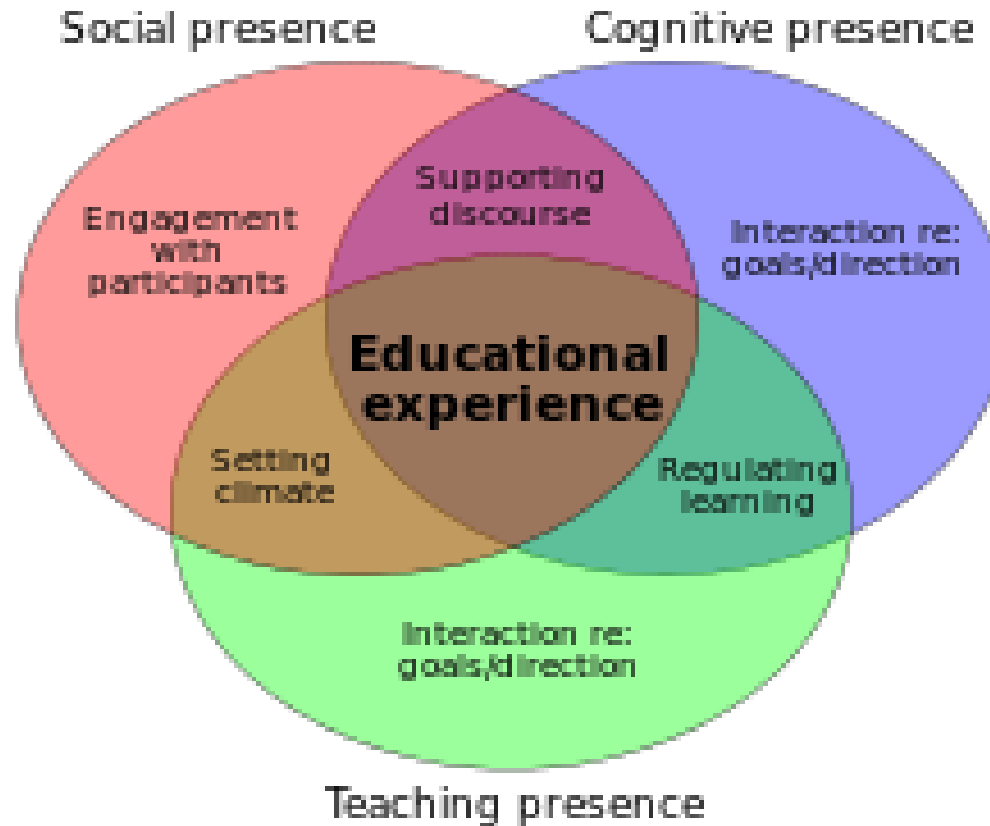 Social presence
Cognitive presence
Supporting
discourse
Engagement
with
participants
Interaction re:
goals/direction
Educational
experience
Setting
climate
Regulating
learning
Interaction re:
goals/direction
Teaching presence